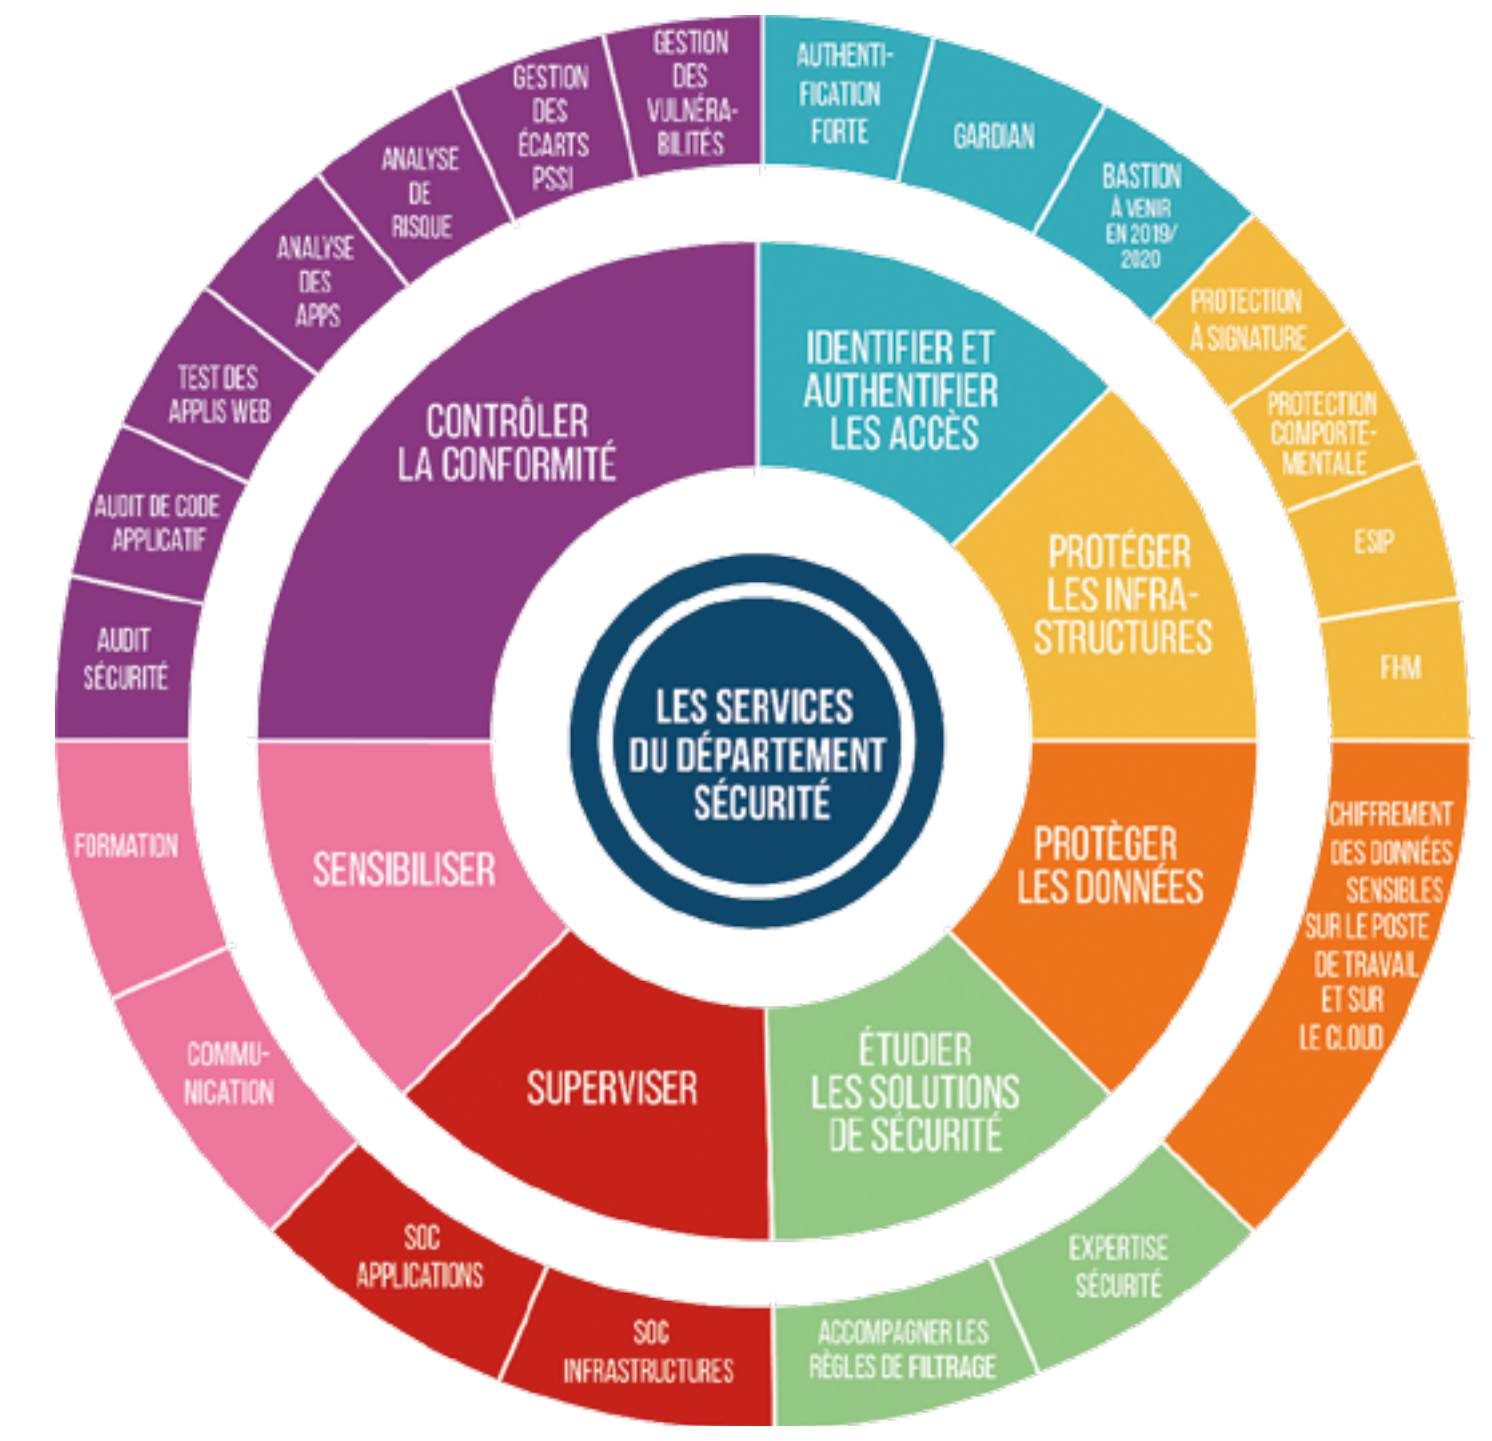 LES SERVICES
DU DÉPARTEMENT
SÉCURITÉ
IDENTIFIER ET
AUTHENTIFIER
LES ACCÈS
PROTÉGER
LES INFRA-
STRUCTURES
PROTÈGER
LES DONNÉES
ÉTUDIER
LES SOLUTIONS
DE SÉCURITÉ
SUPERVISER
SENSIBILISER
CONTRÔLER
LA CONFORMITÉ
AUTHENTI-
FICATION
FORTE
GARDIAN
BASTION
À VENIR
EN 2019/
2020
PROTECTION
À SIGNATURE
PROTECTION
COMPORTE-
MENTALE
ESIP
FHM
CHIFFREMENT
DES DONNÉES
SENSIBLES
SUR LE POSTE
DE TRAVAIL
ET SUR
LE CLOUD
EXPERTISE
SÉCURITÉ
ACCOMPAGNER LES
RÈGLES DE FILTRAGE
SOC
INFRASTRUCTURES
SOC
APPLICATIONS
COMMU-
NICATION
FORMATION
AUDIT
SÉCURITÉ
AUDIT DE CODE
APPLICATIF
TEST DES
APPLIS WEB
ANALYSE
DES
APPS
ANALYSE
DE
RISQUE
GESTION
DES
ÉCARTS
PSSI
GESTION
DES
VULNÉRA-
BILITÉS